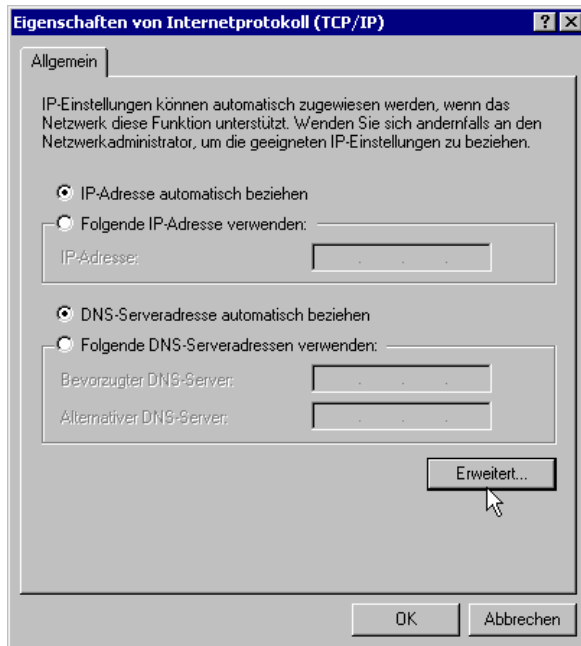 Eigenschaften von Internetprotokoll (TCP/IP)
Allgemein
IP-Einstellungen können automatisch zugewiesen werden, wenn das
Netzwerk diese Funktion unterstützt. Wenden Sie sich andernfalls an den
Netzwerkadministrator, um die geeigneten IP-Einstellungen zu beziehen.
IP-Adresse automatisch beziehen
Folgende IP-Adresse verwenden:
IP-Adresse:
DNS-Serveradresse automatisch beziehen
Folgende DNS-Serveradressen verwenden:
Bevorzugter DNS-Server:
Alternativer DNS-Server:
Erweitert...
OK Abbrechen